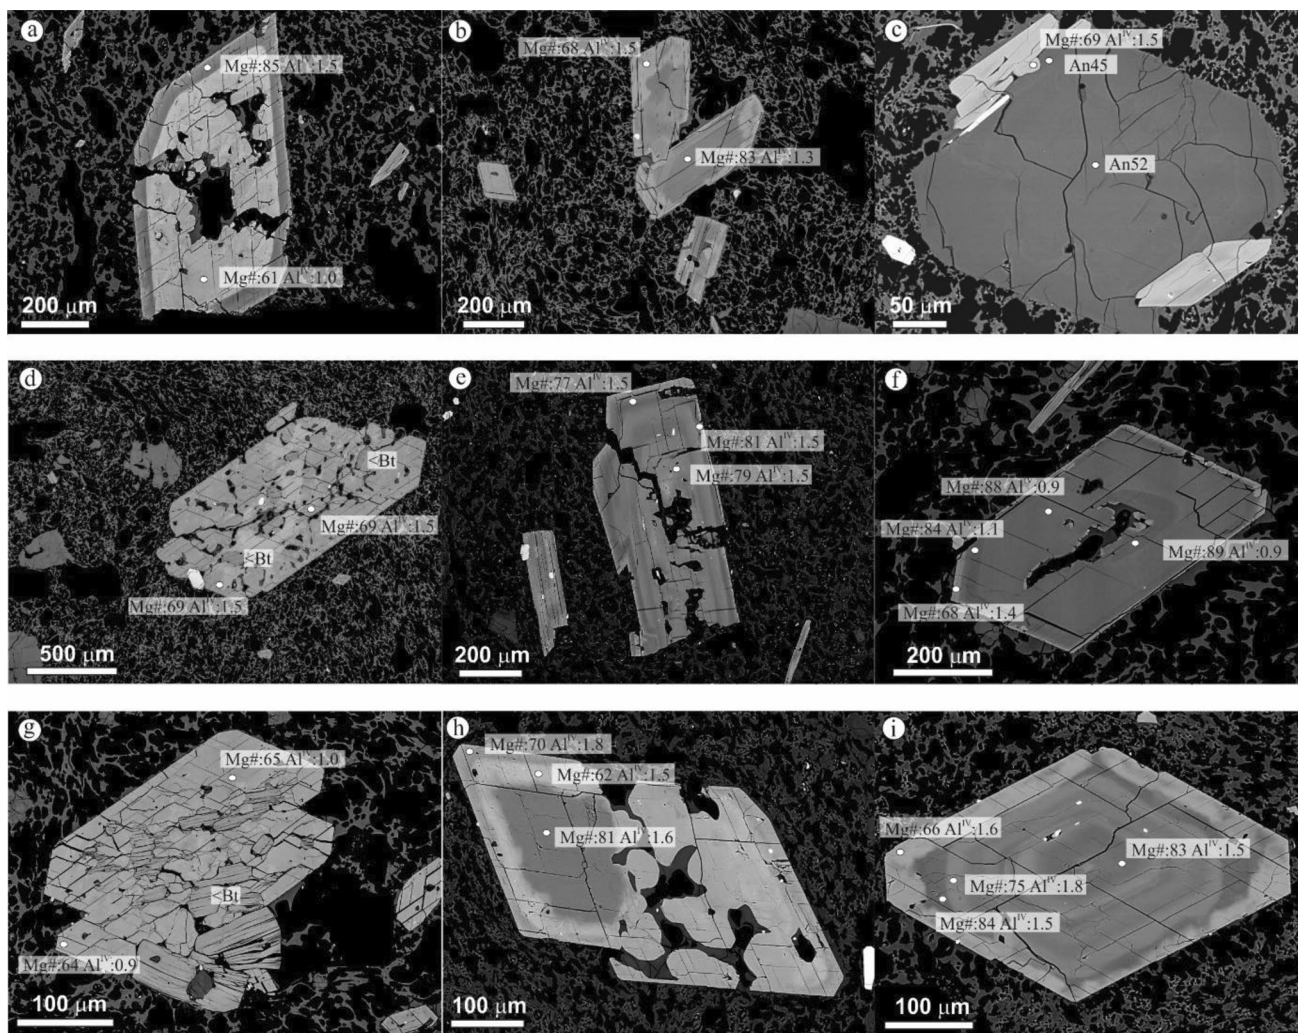 a
Mg#:85 Al^IV:1.5
Mg#:61 Al^IV:1.0
200 μm
b
Mg#:68 Al^IV:1.5
Mg#:83 Al^IV:1.3
200 μm
c
Mg#:69 Al^IV:1.5
An45
An52
50 μm
d
<Bt
Mg#:69 Al^IV:1.5
<Bt
Mg#:69 Al^IV:1.5
500 μm
e
Mg#:77 Al^IV:1.5
Mg#:81 Al^IV:1.5
Mg#:79 Al^IV:1.5
200 μm
f
Mg#:88 Al^IV:0.9
Mg#:84 Al^IV:1.1
Mg#:89 Al^IV:0.9
Mg#:68 Al^IV:1.4
200 μm
g
Mg#:65 Al^IV:1.0
<Bt
Mg#:64 Al^IV:0.9
100 μm
h
Mg#:70 Al^IV:1.8
Mg#:62 Al^IV:1.5
Mg#:81 Al^IV:1.6
100 μm
i
Mg#:66 Al^IV:1.6
Mg#:83 Al^IV:1.5
Mg#:75 Al^IV:1.8
Mg#:84 Al^IV:1.5
100 μm